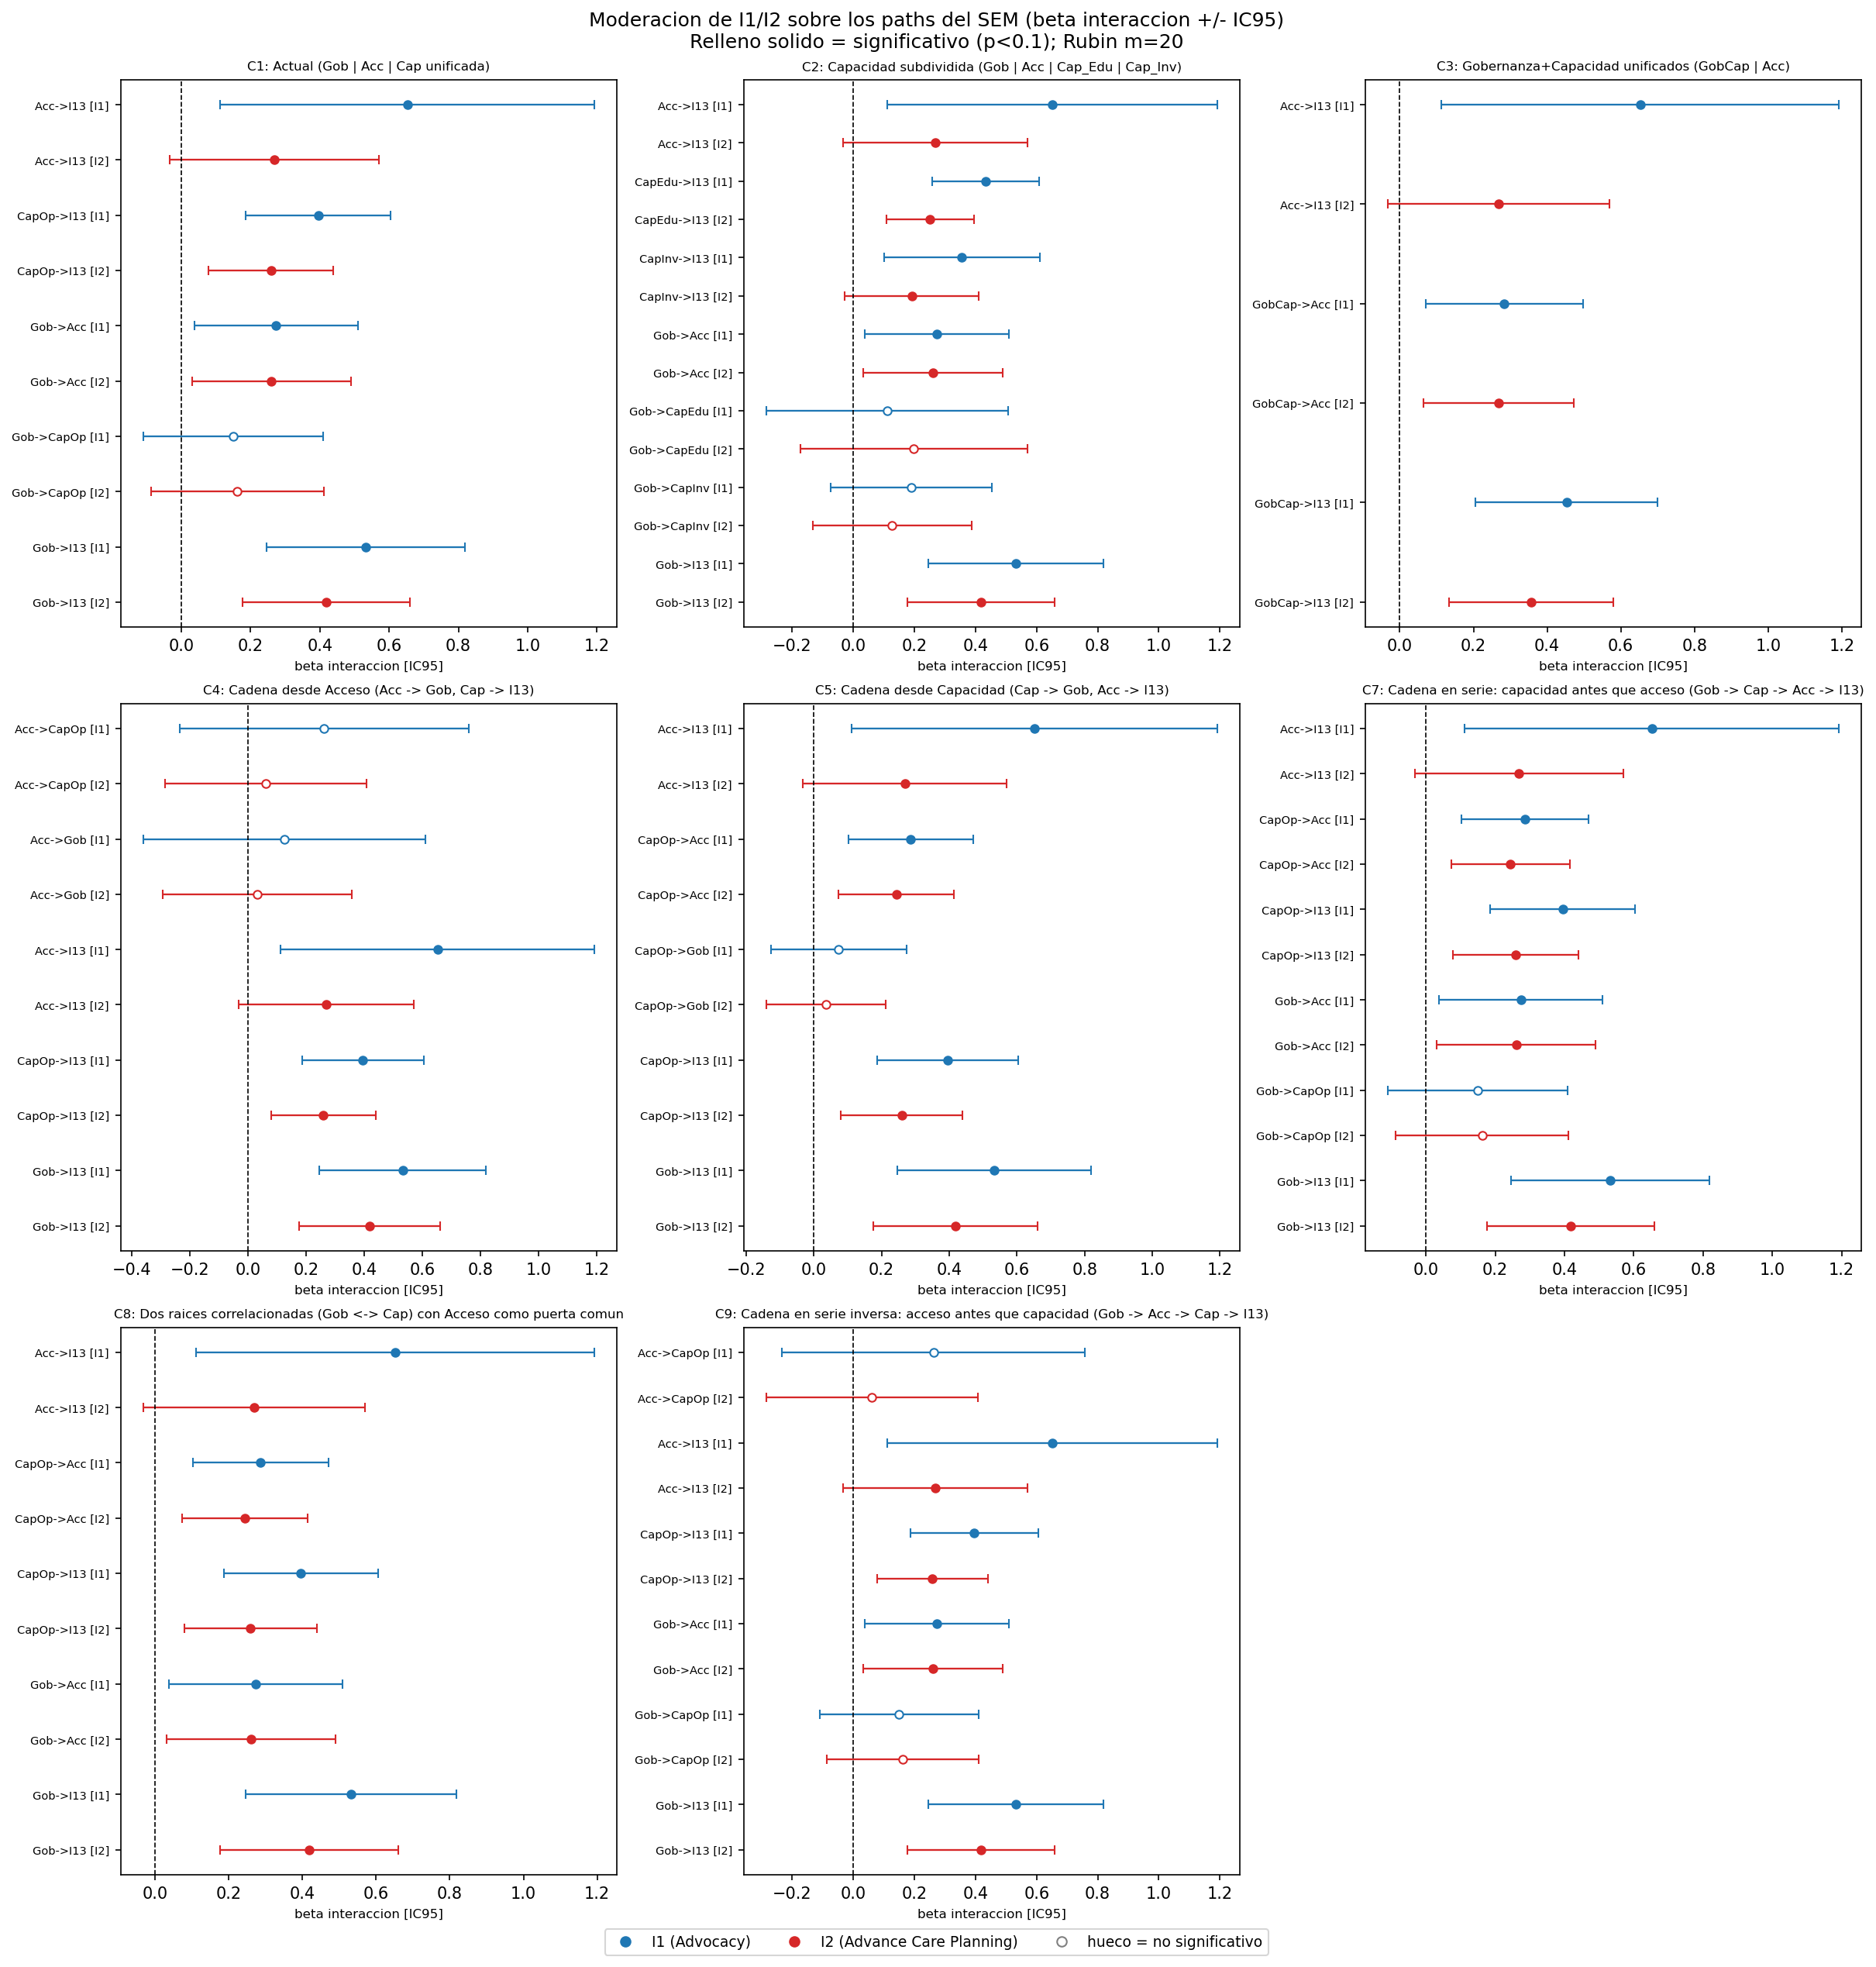 Moderacion de I1/I2 sobre los paths del SEM (beta interaccion +/- IC95)
Relleno solido = significativo (p<0.1); Rubin m=20
C1: Actual (Gob | Acc | Cap unificada)
Acc->I13 [I1]
Acc->I13 [I2]
CapOp->I13 [I1]
CapOp->I13 [I2]
Gob->Acc [I1]
Gob->Acc [I2]
Gob->CapOp [I1]
Gob->CapOp [I2]
Gob->I13 [I1]
Gob->I13 [I2]
0.0 0.2 0.4 0.6 0.8 1.0 1.2
beta interaccion [IC95]
C2: Capacidad subdividida (Gob | Acc | Cap_Edu | Cap_Inv)
Acc->I13 [I1]
Acc->I13 [I2]
CapEdu->I13 [I1]
CapEdu->I13 [I2]
CapInv->I13 [I1]
CapInv->I13 [I2]
Gob->Acc [I1]
Gob->Acc [I2]
Gob->CapEdu [I1]
Gob->CapEdu [I2]
Gob->CapInv [I1]
Gob->CapInv [I2]
Gob->I13 [I1]
Gob->I13 [I2]
−0.2 0.0 0.2 0.4 0.6 0.8 1.0 1.2
beta interaccion [IC95]
C3: Gobernanza+Capacidad unificados (GobCap | Acc)
Acc->I13 [I1]
Acc->I13 [I2]
GobCap->Acc [I1]
GobCap->Acc [I2]
GobCap->I13 [I1]
GobCap->I13 [I2]
0.0 0.2 0.4 0.6 0.8 1.0 1.2
beta interaccion [IC95]
C4: Cadena desde Acceso (Acc -> Gob, Cap -> I13)
Acc->CapOp [I1]
Acc->CapOp [I2]
Acc->Gob [I1]
Acc->Gob [I2]
Acc->I13 [I1]
Acc->I13 [I2]
CapOp->I13 [I1]
CapOp->I13 [I2]
Gob->I13 [I1]
Gob->I13 [I2]
−0.4 −0.2 0.0 0.2 0.4 0.6 0.8 1.0 1.2
beta interaccion [IC95]
C5: Cadena desde Capacidad (Cap -> Gob, Acc -> I13)
Acc->I13 [I1]
Acc->I13 [I2]
CapOp->Acc [I1]
CapOp->Acc [I2]
CapOp->Gob [I1]
CapOp->Gob [I2]
CapOp->I13 [I1]
CapOp->I13 [I2]
Gob->I13 [I1]
Gob->I13 [I2]
−0.2 0.0 0.2 0.4 0.6 0.8 1.0 1.2
beta interaccion [IC95]
C7: Cadena en serie: capacidad antes que acceso (Gob -> Cap -> Acc -> I13)
Acc->I13 [I1]
Acc->I13 [I2]
CapOp->Acc [I1]
CapOp->Acc [I2]
CapOp->I13 [I1]
CapOp->I13 [I2]
Gob->Acc [I1]
Gob->Acc [I2]
Gob->CapOp [I1]
Gob->CapOp [I2]
Gob->I13 [I1]
Gob->I13 [I2]
0.0 0.2 0.4 0.6 0.8 1.0 1.2
beta interaccion [IC95]
C8: Dos raices correlacionadas (Gob <-> Cap) con Acceso como puerta comun
Acc->I13 [I1]
Acc->I13 [I2]
CapOp->Acc [I1]
CapOp->Acc [I2]
CapOp->I13 [I1]
CapOp->I13 [I2]
Gob->Acc [I1]
Gob->Acc [I2]
Gob->I13 [I1]
Gob->I13 [I2]
0.0 0.2 0.4 0.6 0.8 1.0 1.2
beta interaccion [IC95]
C9: Cadena en serie inversa: acceso antes que capacidad (Gob -> Acc -> Cap -> I13)
Acc->CapOp [I1]
Acc->CapOp [I2]
Acc->I13 [I1]
Acc->I13 [I2]
CapOp->I13 [I1]
CapOp->I13 [I2]
Gob->Acc [I1]
Gob->Acc [I2]
Gob->CapOp [I1]
Gob->CapOp [I2]
Gob->I13 [I1]
Gob->I13 [I2]
−0.2 0.0 0.2 0.4 0.6 0.8 1.0 1.2
beta interaccion [IC95]
I1 (Advocacy) I2 (Advance Care Planning) hueco = no significativo